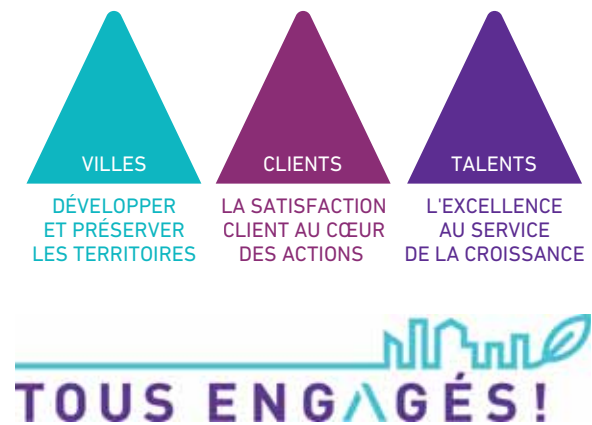 VILLES
DÉVELOPPER
ET PRÉSERVER
LES TERRITOIRES
CLIENTS
LA SATISFACTION
CLIENT AU CŒUR
DES ACTIONS
TALENTS
L'EXCELLENCE
AU SERVICE
DE LA CROISSANCE
TOUS ENGAGÉS!